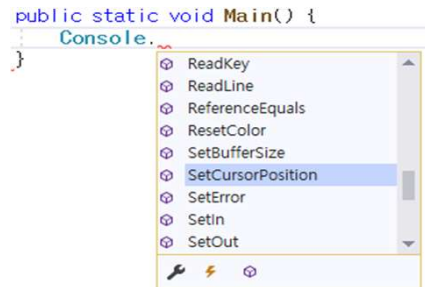 public static void Main() {
Console.
}
ReadKey
ReadLine
ReferenceEquals
ResetColor
SetBufferSize
SetCursorPosition
SetError
SetIn
SetOut